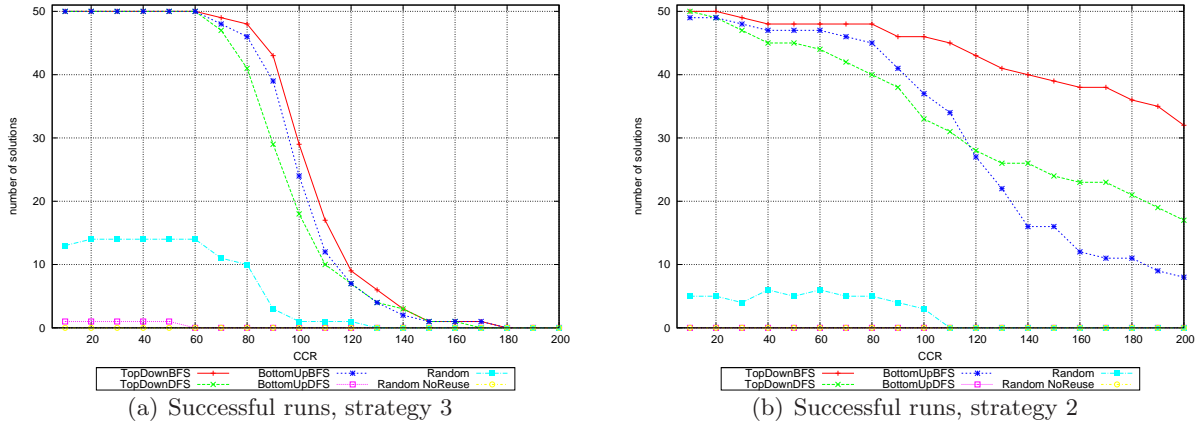 50
40
30
20
10
0
number of solutions
20 40 60 80 100 120 140 160 180 200
CCR
TopDownBFS BottomUpBFS Random
TopDownDFS BottomUpDFS Random NoReuse
(a) Successful runs, strategy 3
50
40
30
20
10
0
number of solutions
20 40 60 80 100 120 140 160 180 200
CCR
TopDownBFS BottomUpBFS Random
TopDownDFS BottomUpDFS Random NoReuse
(b) Successful runs, strategy 2